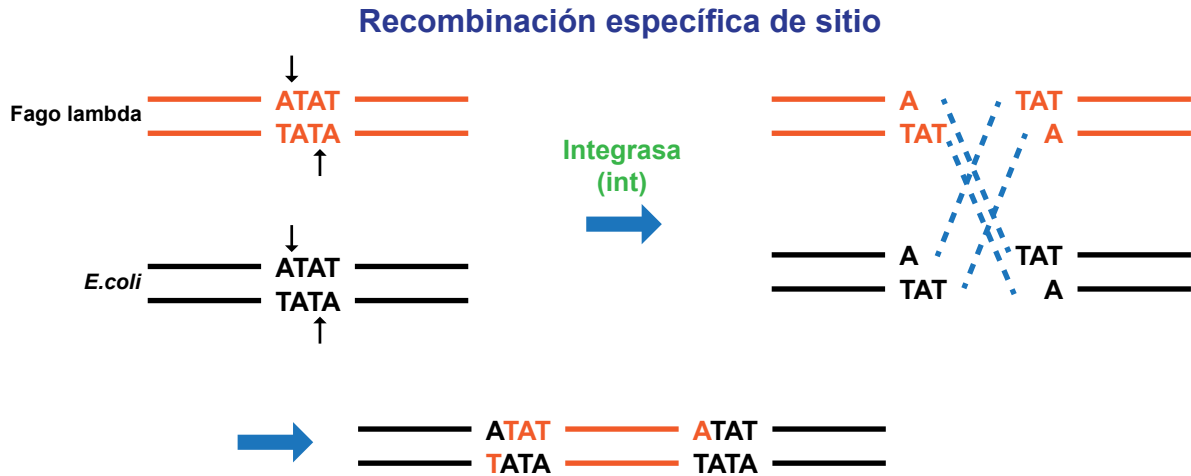 Recombinación específica de sitio
Fago lambda
ATAT
TATA
E.coli
ATAT
TATA
Integrasa
(int)
A TAT
TAT A
A TAT
TAT A
ATAT ATAT
TATA TATA